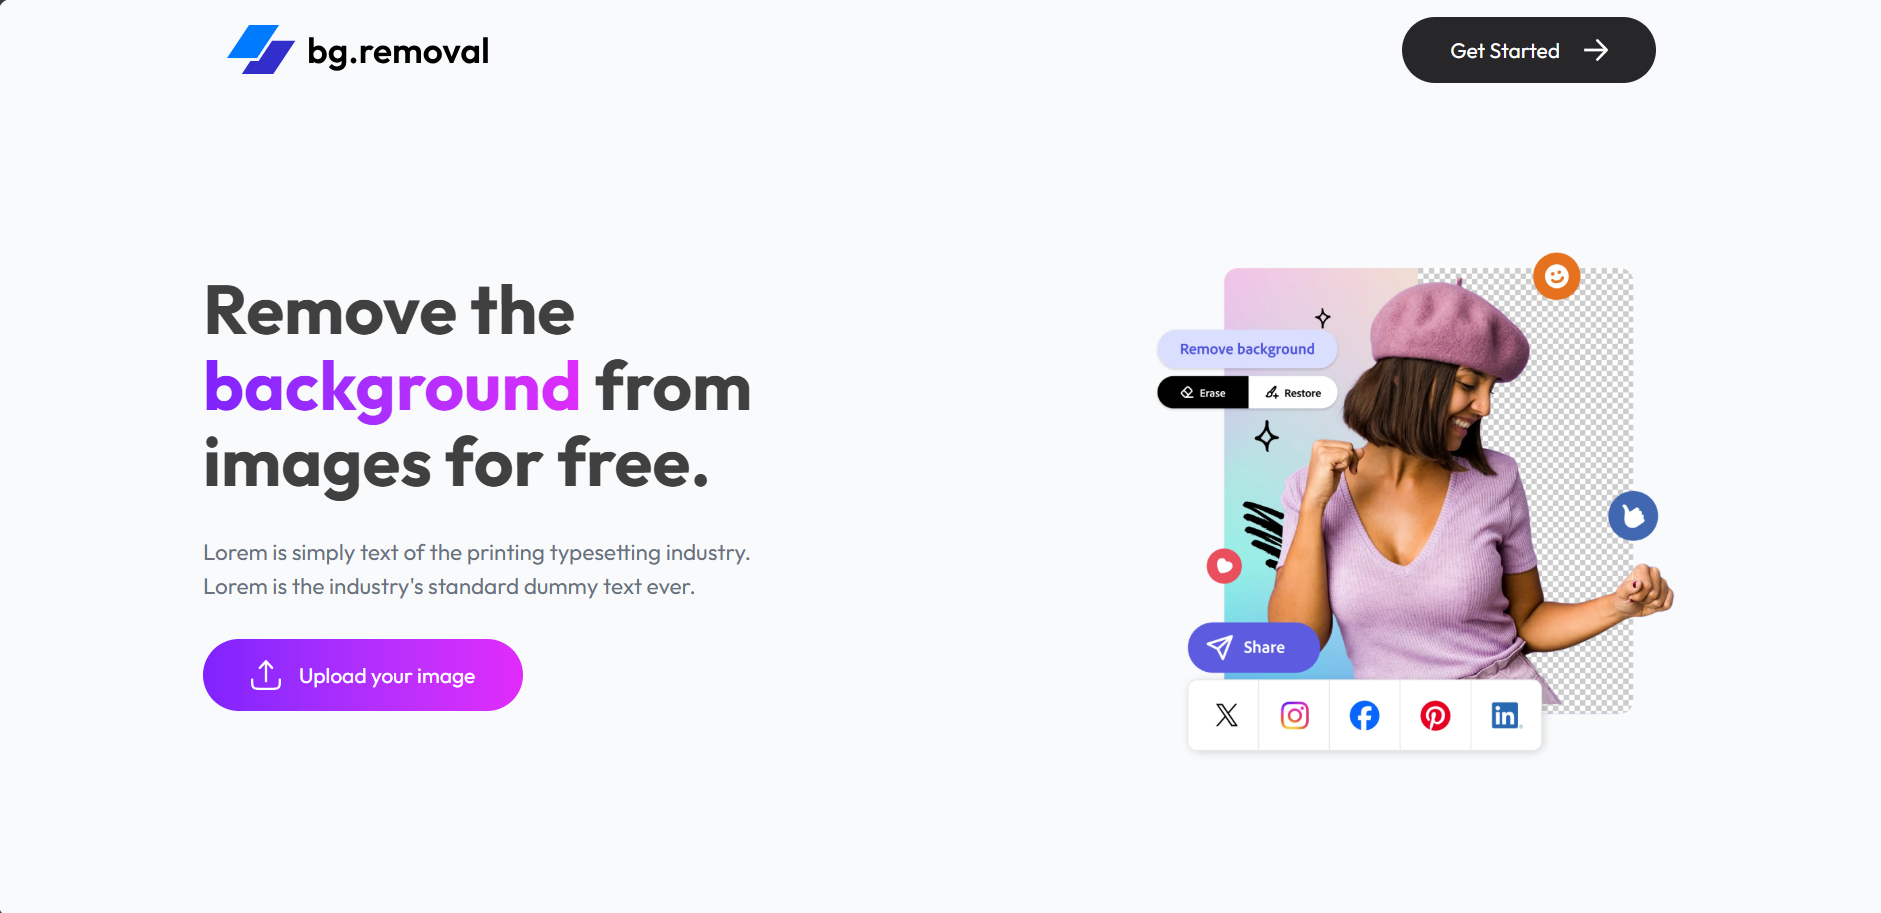 bg.removal
Get Started
Remove the
background from
images for free.
Lorem is simply text of the printing typesetting industry.
Lorem is the industry's standard dummy text ever.
Upload your image
Remove background
Erase
Restore
Share
in